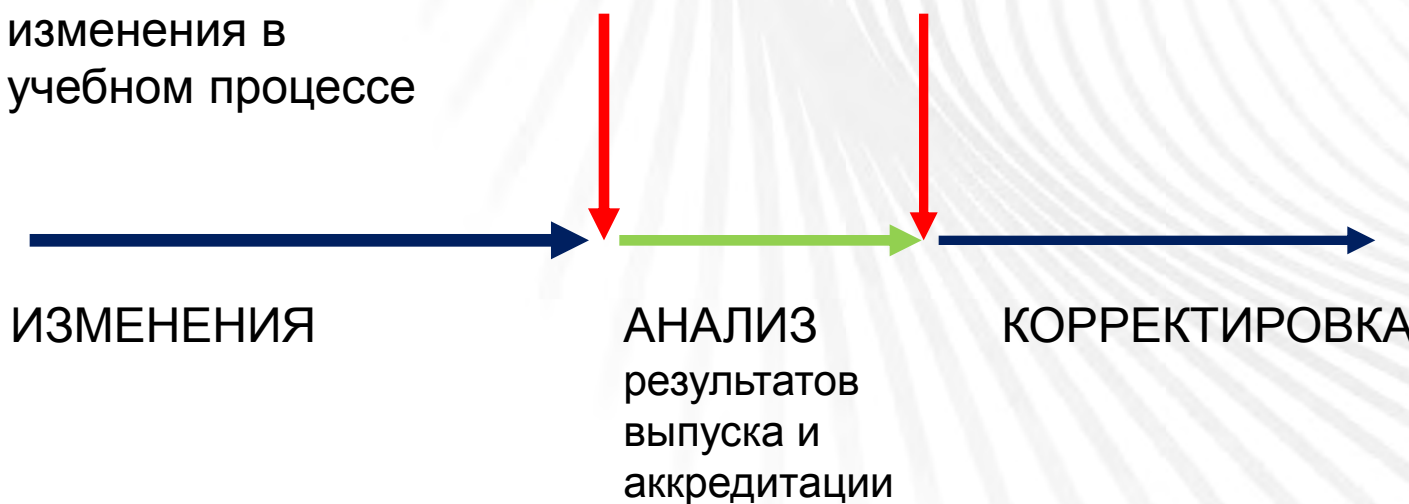 изменения в
учебном процессе
ИЗМЕНЕНИЯ
АНАЛИЗ
результатов
выпуска и
аккредитации
КОРРЕКТИРОВКА